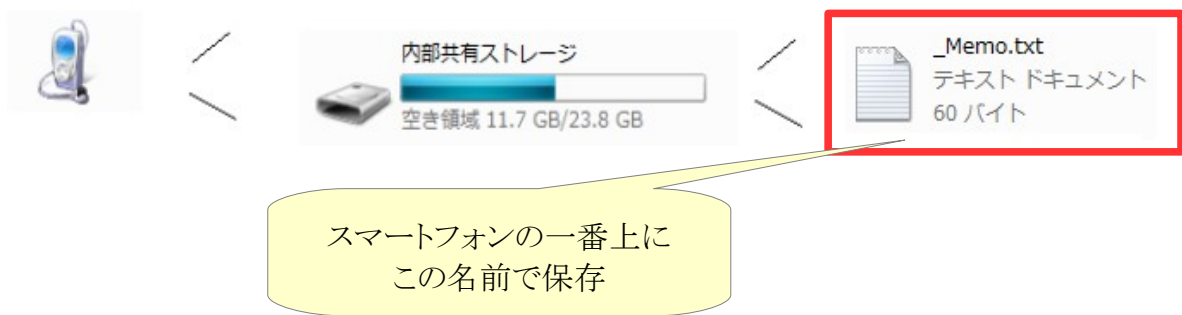 内部共有ストレージ
空き領域 11.7 GB/23.8 GB
_Memo.txt
テキスト ドキュメント
60 バイト
スマートフォンの一番上に
この名前で保存